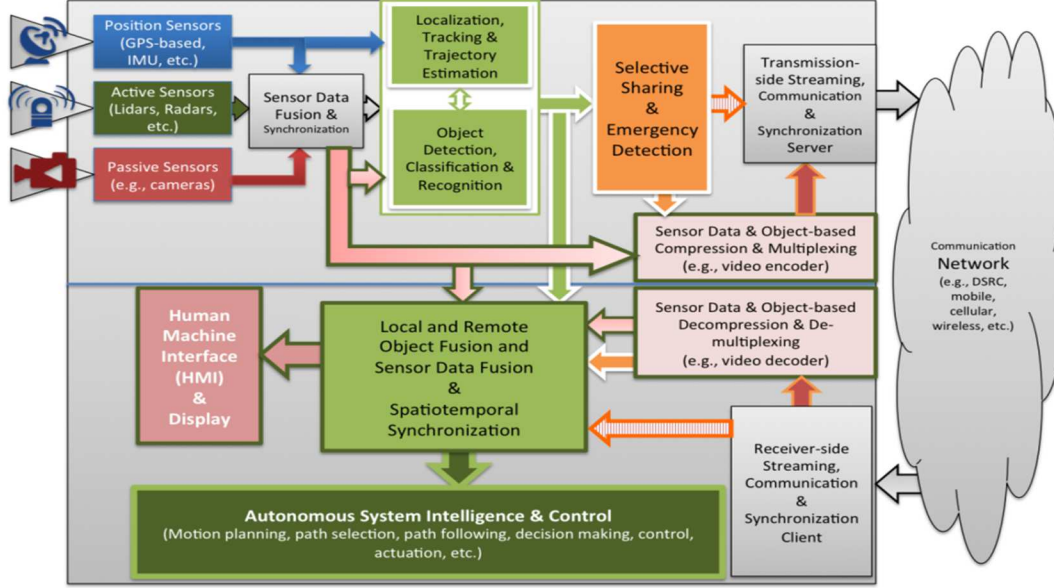 Position Sensors
(GPS-based,
IMU, etc.)
Active Sensors
(Lidars, Radars,
etc.)
Passive Sensors
(e.g., cameras)
Sensor Data
Fusion &
Synchronization
Localization,
Tracking &
Trajectory
Estimation
Object
Detection,
Classification &
Recognition
Selective
Sharing
&
Emergency
Detection
Transmission-
side Streaming,
Communication
&
Synchronization
Server
Sensor Data & Object-based
Compression & Multiplexing
(e.g., video encoder)
Communication
Network
(e.g., DSRC,
mobile,
cellular,
wireless, etc.)
Human
Machine
Interface
(HMI)
&
Display
Local and Remote
Object Fusion and
Sensor Data Fusion
&
Spatiotemporal
Synchronization
Sensor Data & Object-based
Decompression & De-
multiplexing
(e.g., video decoder)
Receiver-side
Streaming,
Communication
&
Synchronization
Client
Autonomous System Intelligence & Control
(Motion planning, path selection, path following, decision making, control,
actuation, etc.)